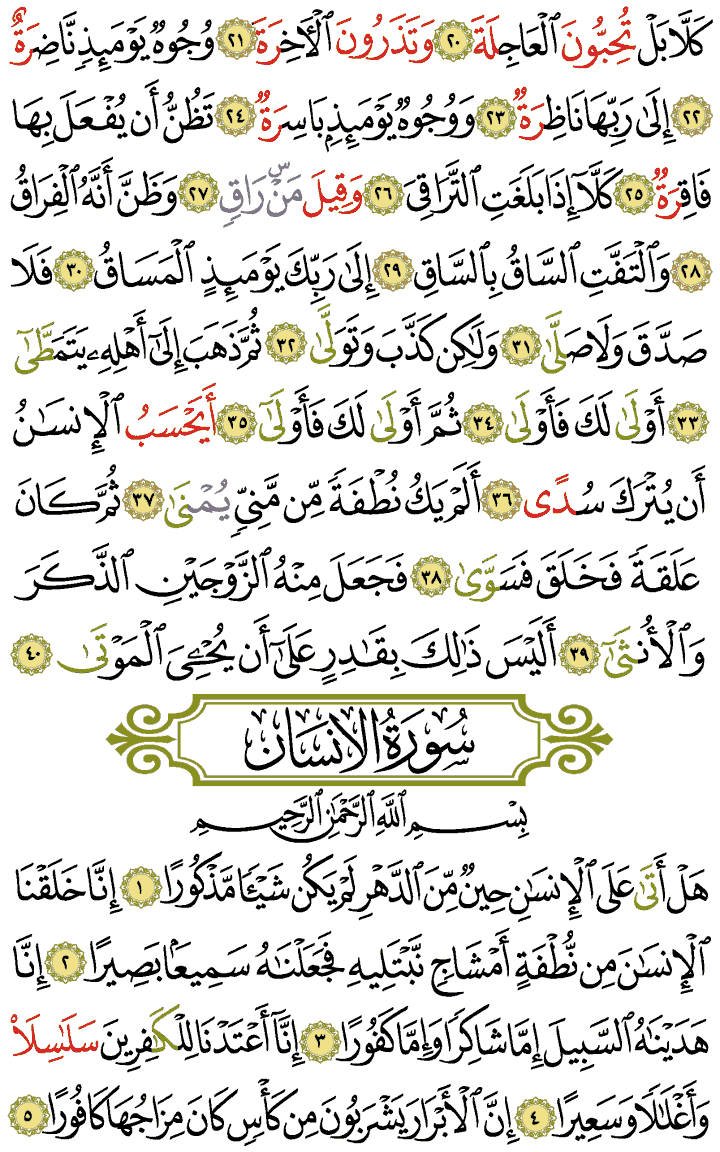 كَلَّا بَلۡ تُحِبُّونَ ٱلۡعَاجِلَةَ ٢٠ وَتَذَرُونَ ٱلۡأٓخِرَةَ ٢١ وُجُوهٞ يَوۡمَئِذٖ نَّاضِرَةٌ
٢٢ إِلَىٰ رَبِّهَا نَاظِرَةٞ ٢٣ وَوُجُوهٞ يَوۡمَئِذِۭ بَاسِرَةٞ ٢٤ تَظُنُّ أَن يُفۡعَلَ بِهَا
فَاقِرَةٞ ٢٥ كَلَّآ إِذَا بَلَغَتِ ٱلتَّرَاقِيَ ٢٦ وَقِيلَ مَنۡۜ رَاقٖ ٢٧ وَظَنَّ أَنَّهُ ٱلۡفِرَاقُ
٢٨ وَٱلۡتَفَّتِ ٱلسَّاقُ بِٱلسَّاقِ ٢٩ إِلَىٰ رَبِّكَ يَوۡمَئِذٍ ٱلۡمَسَاقُ ٣٠ فَلَا
صَدَّقَ وَلَا صَلَّىٰ ٣١ وَلَٰكِن كَذَّبَ وَتَوَلَّىٰ ٣٢ ثُمَّ ذَهَبَ إِلَىٰٓ أَهۡلِهِۦ يَتَمَطَّىٰٓ
٣٣ أَوۡلَىٰ لَكَ فَأَوۡلَىٰ ٣٤ ثُمَّ أَوۡلَىٰ لَكَ فَأَوۡلَىٰٓ ٣٥ أَيَحۡسَبُ ٱلۡإِنسَٰنُ
أَن يُتۡرَكَ سُدًى ٣٦ أَلَمۡ يَكُ نُطۡفَةٗ مِّن مَّنِيّٖ يُمۡنَىٰ ٣٧ ثُمَّ كَانَ
عَلَقَةٗ فَخَلَقَ فَسَوَّىٰ ٣٨ فَجَعَلَ مِنۡهُ ٱلزَّوۡجَيۡنِ ٱلذَّكَرَ
وَٱلۡأُنثَىٰٓ ٣٩ أَلَيۡسَ ذَٰلِكَ بِقَٰدِرٍ عَلَىٰٓ أَن يُحۡـِۧيَ ٱلۡمَوۡتَىٰ ٤٠
سُورَةُ الإنسَان
بِسۡمِ ٱللَّهِ ٱلرَّحۡمَٰنِ ٱلرَّحِيمِ
هَلۡ أَتَىٰ عَلَى ٱلۡإِنسَٰنِ حِينٞ مِّنَ ٱلدَّهۡرِ لَمۡ يَكُن شَيۡـٔٗا مَّذۡكُورًا ١ إِنَّا خَلَقۡنَا
ٱلۡإِنسَٰنَ مِن نُّطۡفَةٍ أَمۡشَاجٖ نَّبۡتَلِيهِ فَجَعَلۡنَٰهُ سَمِيعَۢا بَصِيرًا ٢ إِنَّا
هَدَيۡنَٰهُ ٱلسَّبِيلَ إِمَّا شَاكِرٗا وَإِمَّا كَفُورًا ٣ إِنَّآ أَعۡتَدۡنَا لِلۡكَٰفِرِينَ سَلَٰسِلَاْ
وَأَغۡلَٰلٗا وَسَعِيرًا ٤ إِنَّ ٱلۡأَبۡرَارَ يَشۡرَبُونَ مِن كَأۡسٖ كَانَ مِزَاجُهَا كَافُورًا ٥